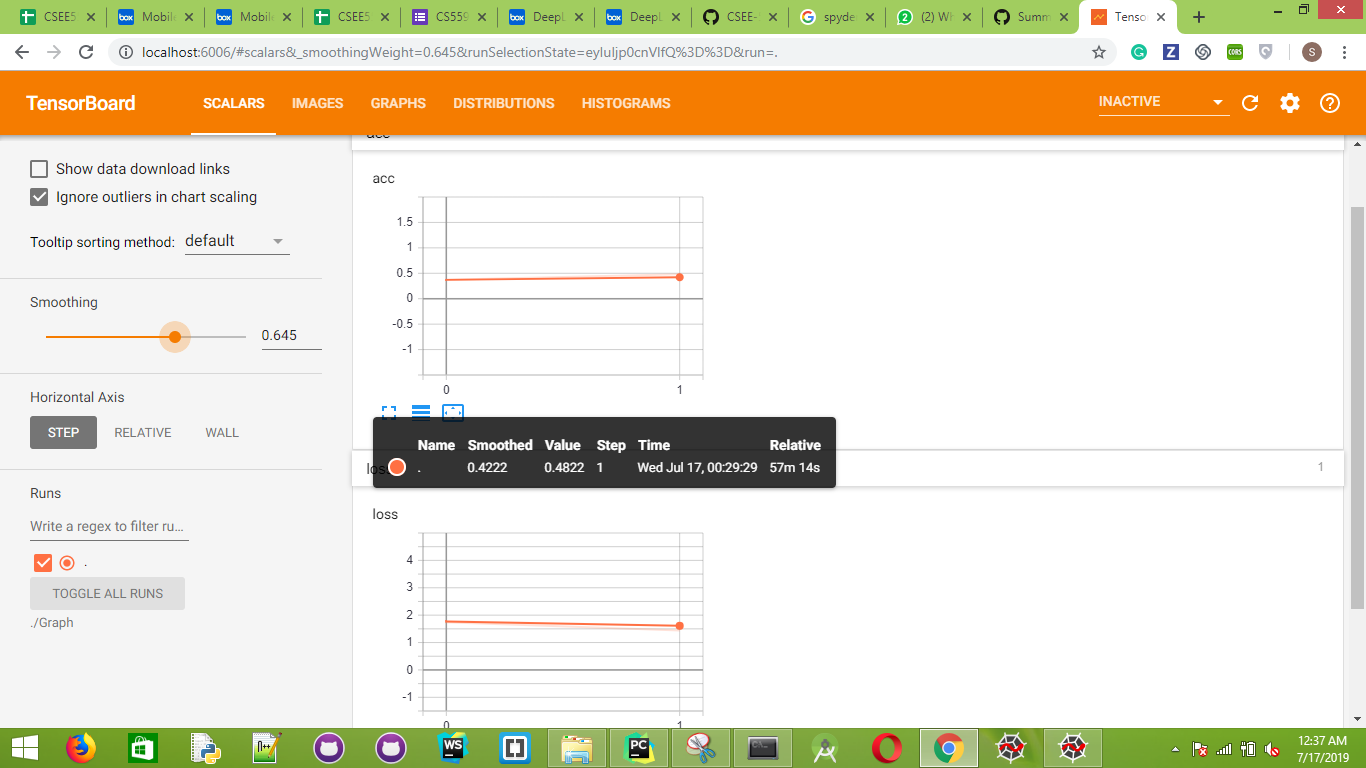 CSEE5
Mobile
Mobile
CSEE5
CS559
DeepL
DeepL
CSEE-
spyde
(2) Wh
Summ
Tenso
localhost:6006/#scalars&_smoothingWeight=0.645&runSelectionState=eyIuIjp0cnVlfQ%3D%3D&run=.
TensorBoard
SCALARS
IMAGES
GRAPHS
DISTRIBUTIONS
HISTOGRAMS
INACTIVE
Show data download links
Ignore outliers in chart scaling
Tooltip sorting method: default
Smoothing
0.645
Horizontal Axis
STEP RELATIVE WALL
Runs
Write a regex to filter ru...
.
TOGGLE ALL RUNS
./Graph
acc
acc
1.5
1
0.5
0
-0.5
-1
0 1
Name Smoothed Value Step Time Relative
. 0.4222 0.4822 1 Wed Jul 17, 00:29:29 57m 14s
loss
1
loss
4
3
2
1
0
-1
0 1
12:37 AM
7/17/2019